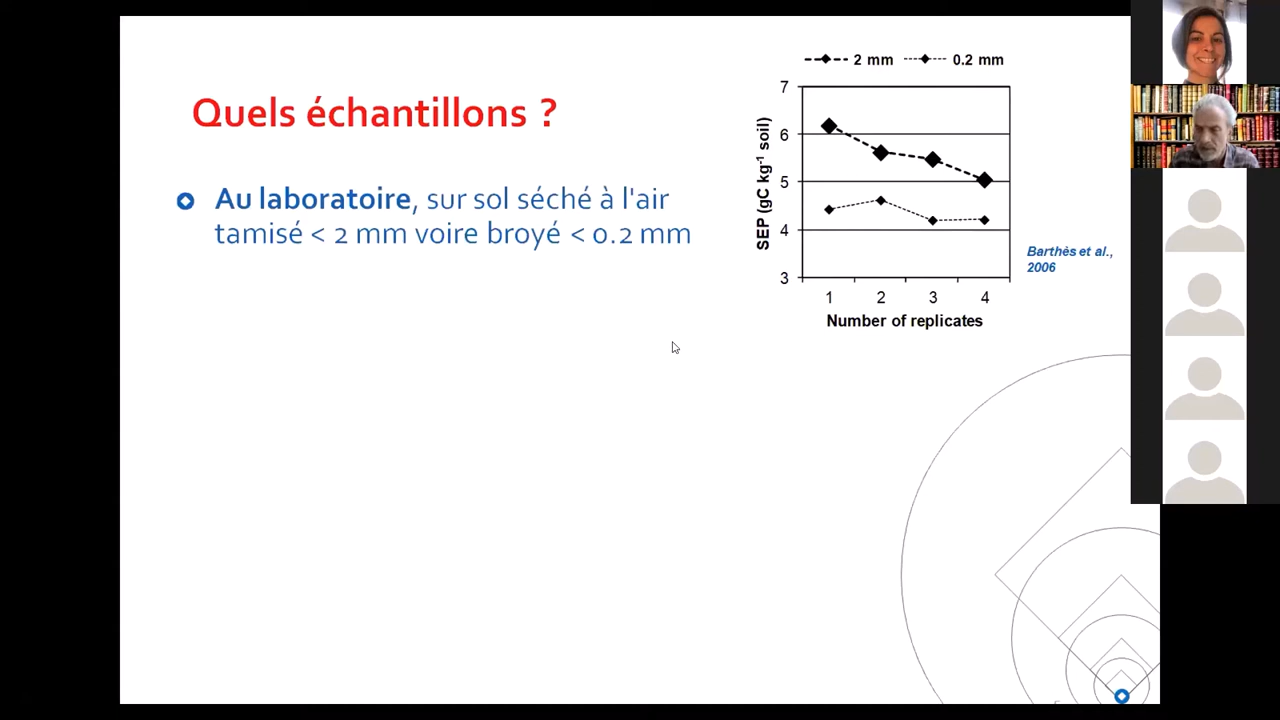 Quels échantillons ?
Au laboratoire, sur sol séché à l'air
tamisé < 2 mm voire broyé < 0.2 mm
2 mm
0.2 mm
7
6
5
4
3
SEP (gC kg-1 soil)
1 2 3 4
Number of replicates
Barthès et al.,
2006